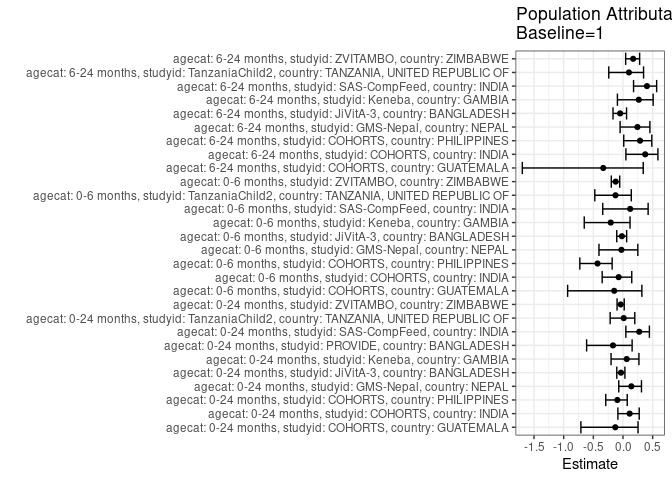 Population Attributa
Baseline=1
agecat: 6-24 months, studyid: ZVITAMBO, country: ZIMBABWE
agecat: 6-24 months, studyid: TanzaniaChild2, country: TANZANIA, UNITED REPUBLIC OF
agecat: 6-24 months, studyid: SAS-CompFeed, country: INDIA
agecat: 6-24 months, studyid: Keneba, country: GAMBIA
agecat: 6-24 months, studyid: JiVitA-3, country: BANGLADESH
agecat: 6-24 months, studyid: GMS-Nepal, country: NEPAL
agecat: 6-24 months, studyid: COHORTS, country: PHILIPPINES
agecat: 6-24 months, studyid: COHORTS, country: INDIA
agecat: 6-24 months, studyid: COHORTS, country: GUATEMALA
agecat: 0-6 months, studyid: ZVITAMBO, country: ZIMBABWE
agecat: 0-6 months, studyid: TanzaniaChild2, country: TANZANIA, UNITED REPUBLIC OF
agecat: 0-6 months, studyid: SAS-CompFeed, country: INDIA
agecat: 0-6 months, studyid: Keneba, country: GAMBIA
agecat: 0-6 months, studyid: JiVitA-3, country: BANGLADESH
agecat: 0-6 months, studyid: GMS-Nepal, country: NEPAL
agecat: 0-6 months, studyid: COHORTS, country: PHILIPPINES
agecat: 0-6 months, studyid: COHORTS, country: INDIA
agecat: 0-6 months, studyid: COHORTS, country: GUATEMALA
agecat: 0-24 months, studyid: ZVITAMBO, country: ZIMBABWE
agecat: 0-24 months, studyid: TanzaniaChild2, country: TANZANIA, UNITED REPUBLIC OF
agecat: 0-24 months, studyid: SAS-CompFeed, country: INDIA
agecat: 0-24 months, studyid: PROVIDE, country: BANGLADESH
agecat: 0-24 months, studyid: Keneba, country: GAMBIA
agecat: 0-24 months, studyid: JiVitA-3, country: BANGLADESH
agecat: 0-24 months, studyid: GMS-Nepal, country: NEPAL
agecat: 0-24 months, studyid: COHORTS, country: PHILIPPINES
agecat: 0-24 months, studyid: COHORTS, country: INDIA
agecat: 0-24 months, studyid: COHORTS, country: GUATEMALA
-1.5 -1.0 -0.5 0.0 0.5
Estimate